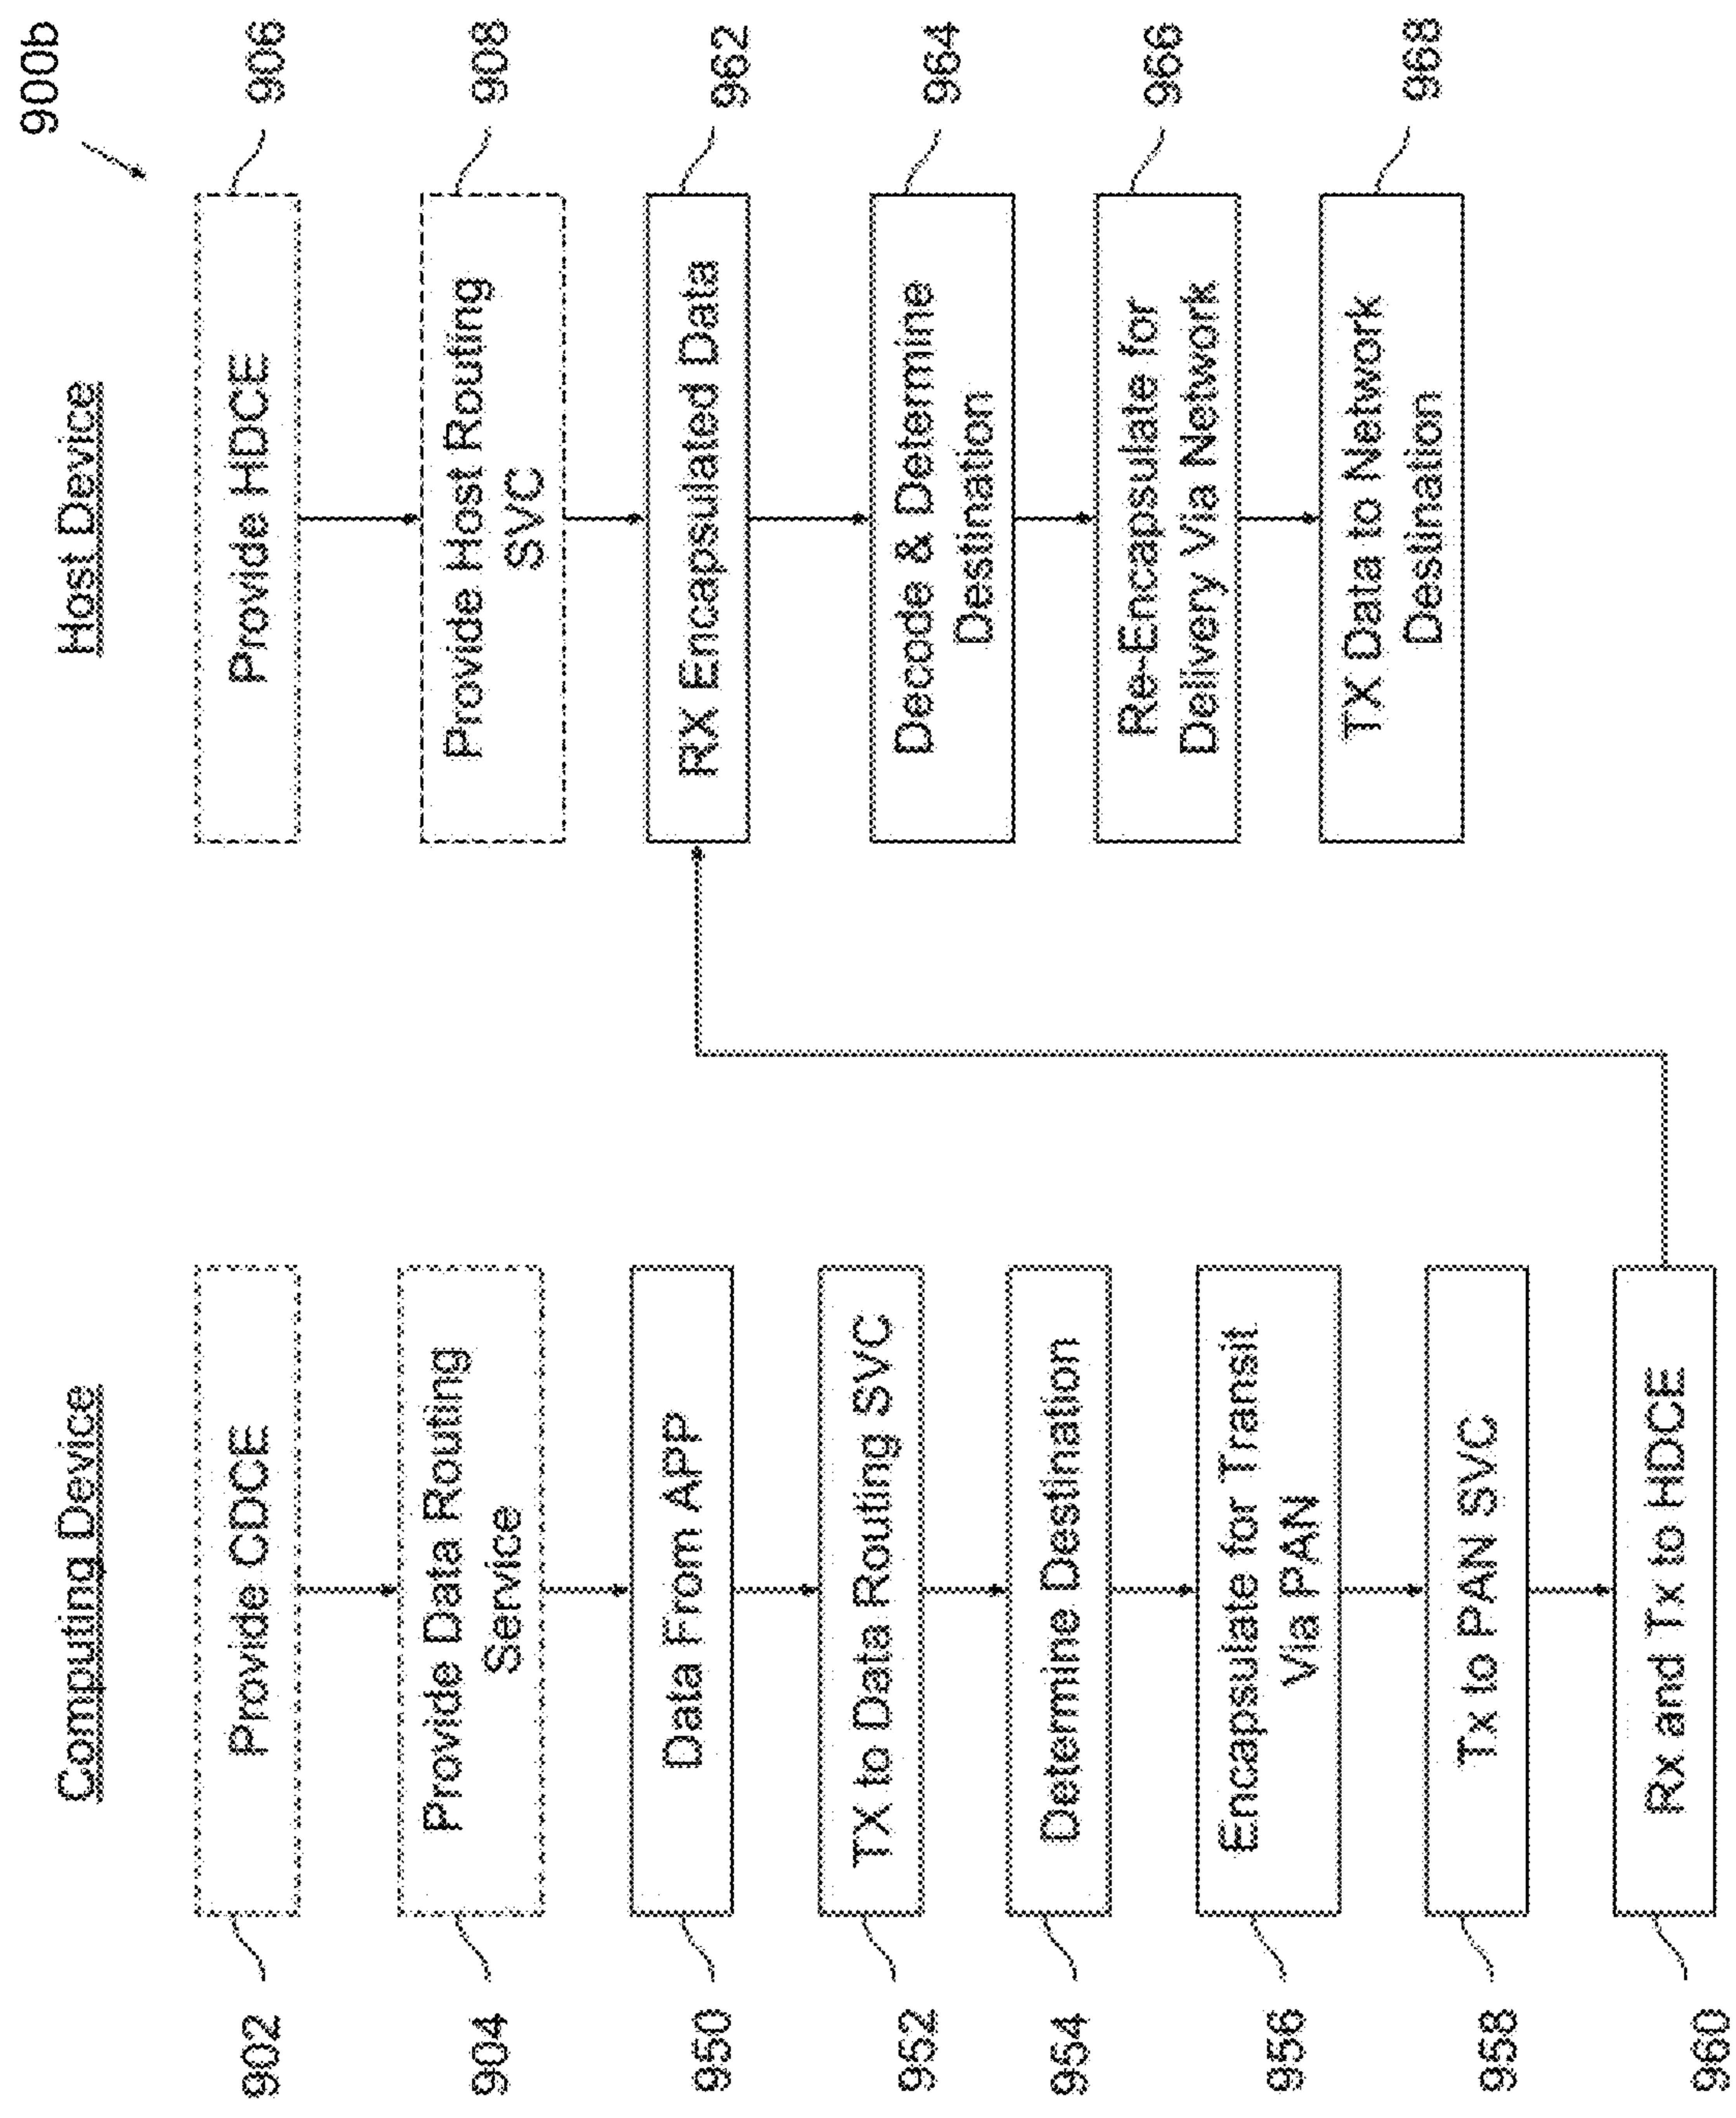 900b
Computing Device
902
Provide CDCE
904
Provide Data Routing
Service
950
Data From APP
952
TX to Data Routing SVC
954
Determine Destination
956
Encapsulate for Transit
Via PAN
958
Tx to PAN SVC
960
Rx and Tx to HDCE
Host Device
Provide HDCE
906
Provide Host Routing
SVC
908
RX Encapsulated Data
962
Decode & Determine
Destination
964
Re-Encapsulate for
Delivery Via Network
966
TX Data to Network
Destination
968